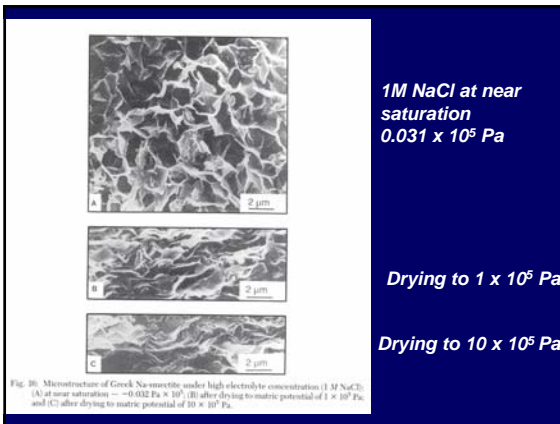 1M NaCl at near
saturation
0.031 x 10⁵ Pa
A
2 μm
B
2 μm
Drying to 1 x 10⁵ Pa
C
2 μm
Drying to 10 x 10⁵ Pa
Fig. 10. Microstructure of Greek Na-smectite under high electrolyte concentration (1 M NaCl):
(A) at near saturation — −0.032 Pa × 10⁵; (B) after drying to matric potential of 1 × 10⁵ Pa;
and (C) after drying to matric potential of 10 × 10⁵ Pa.